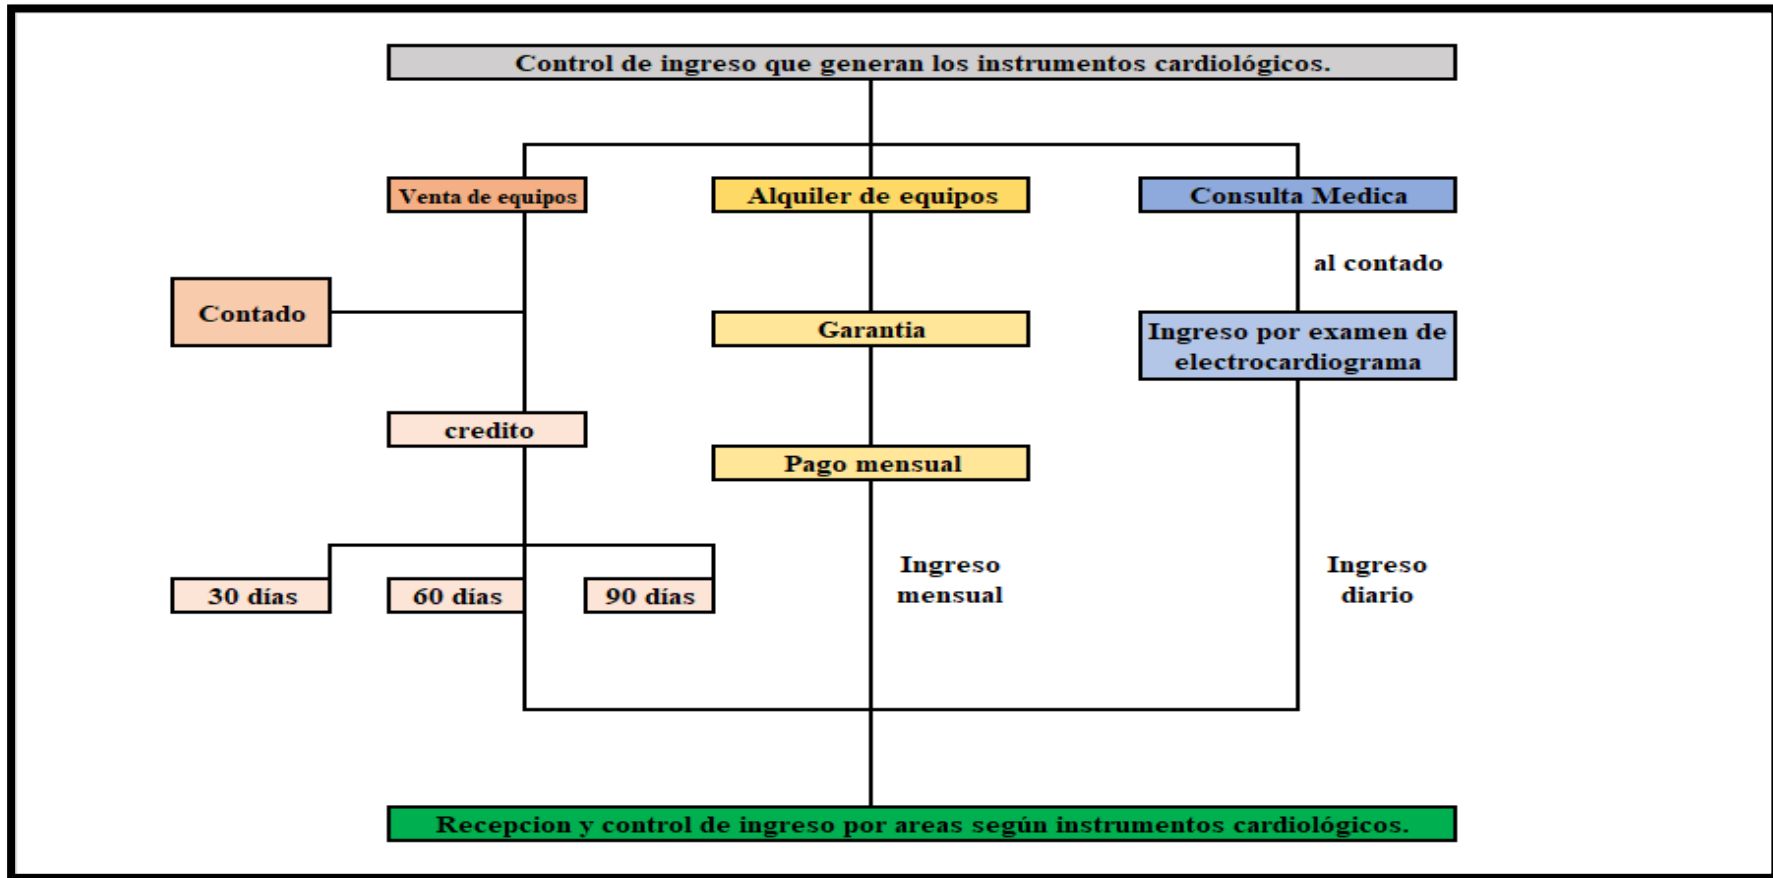 Control de ingreso que generan los instrumentos cardiológicos.
Venta de equipos
Alquiler de equipos
Consulta Medica
al contado
Contado
Garantia
Ingreso por examen de
electrocardiograma
credito
Pago mensual
30 días
60 días
90 días
Ingreso
mensual
Ingreso
diario
Recepcion y control de ingreso por areas según instrumentos cardiológicos.